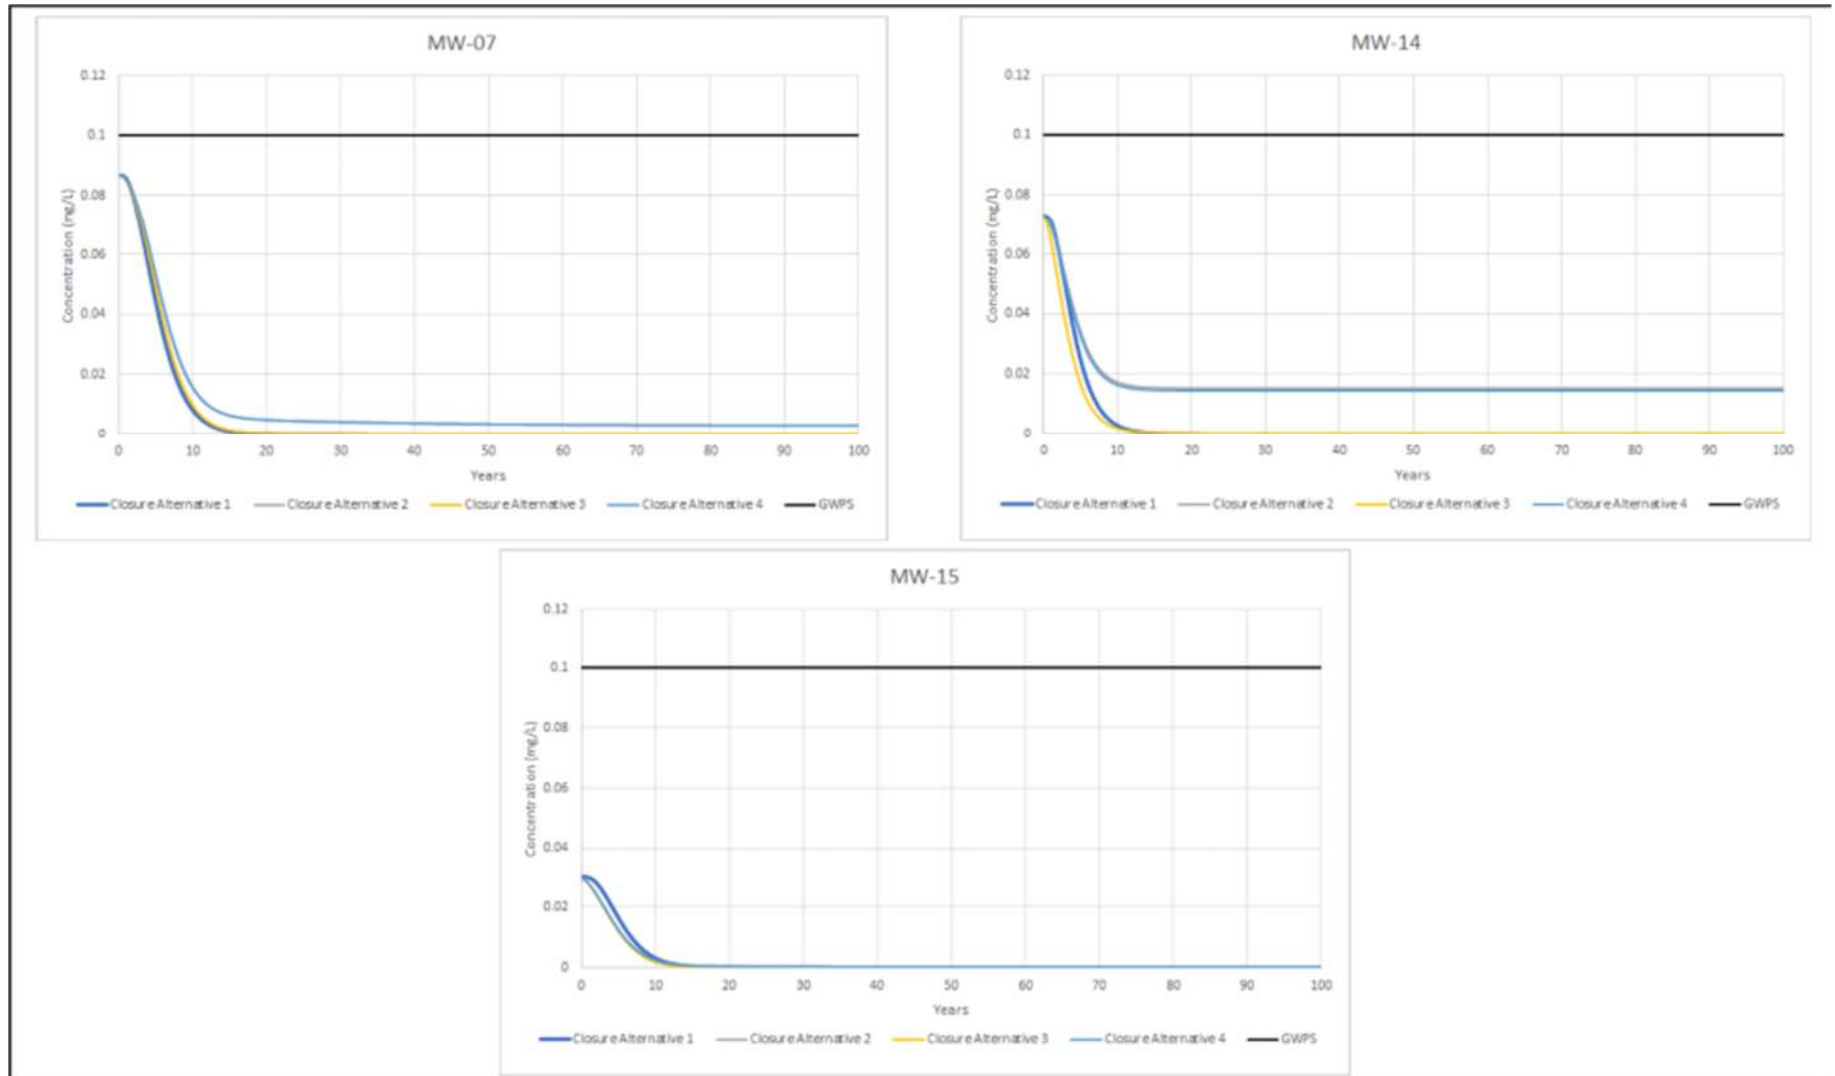 MW-07
0.12
0.1
0.08
0.06
0.04
0.02
0
Concentration (mg/L)
0 10 20 30 40 50 60 70 80 90 100
Years
Closure Alternative 1 Closure Alternative 2 Closure Alternative 3 Closure Alternative 4 GWPS
MW-14
0.12
0.1
0.08
0.06
0.04
0.02
0
Concentration (mg/L)
0 10 20 30 40 50 60 70 80 90 100
Years
Closure Alternative 1 Closure Alternative 2 Closure Alternative 3 Closure Alternative 4 GWPS
MW-15
0.12
0.1
0.08
0.06
0.04
0.02
0
Concentration (mg/L)
0 10 20 30 40 50 60 70 80 90 100
Years
Closure Alternative 1 Closure Alternative 2 Closure Alternative 3 Closure Alternative 4 GWPS